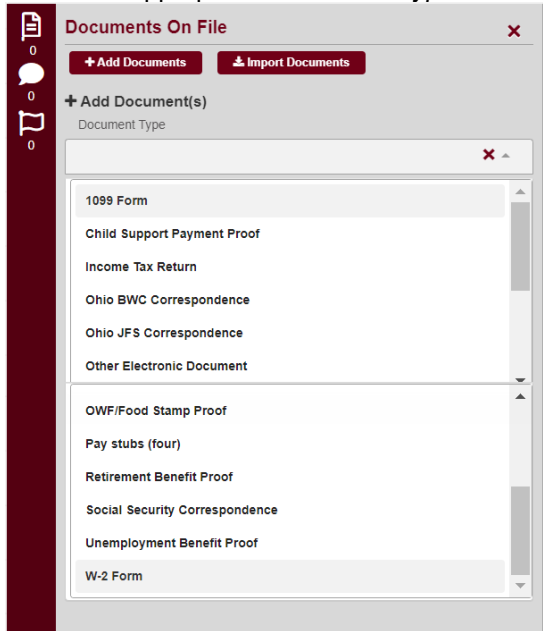 Documents On File
0
+ Add Documents
Import Documents
0
+ Add Document(s)
Document Type
0
1099 Form
Child Support Payment Proof
Income Tax Return
Ohio BWC Correspondence
Ohio JFS Correspondence
Other Electronic Document
OWF/Food Stamp Proof
Pay stubs (four)
Retirement Benefit Proof
Social Security Correspondence
Unemployment Benefit Proof
W-2 Form